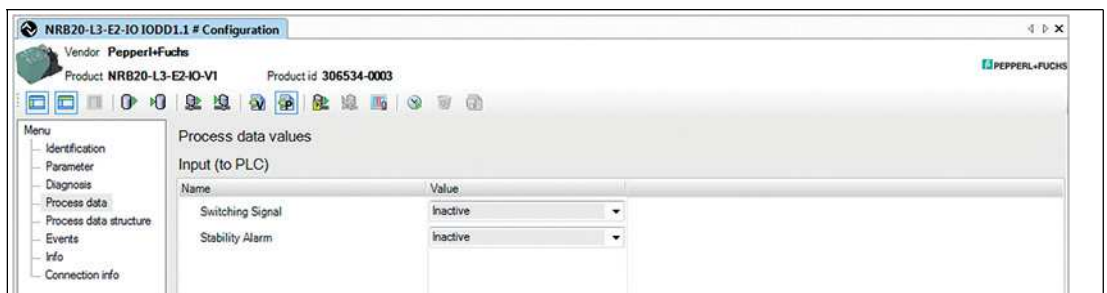 NRB20-L3-E2-IO IODD1.1 # Configuration
Vendor Pepperl+Fuchs
Product NRB20-L3-E2-IO-V1 Product id 306534-0003
PEPPERL+FUCHS
Menu
Identification
Parameter
Diagnosis
Process data
Process data structure
Events
Info
Connection info
Process data values
Input (to PLC)
Name Value
Switching Signal Inactive
Stability Alarm Inactive